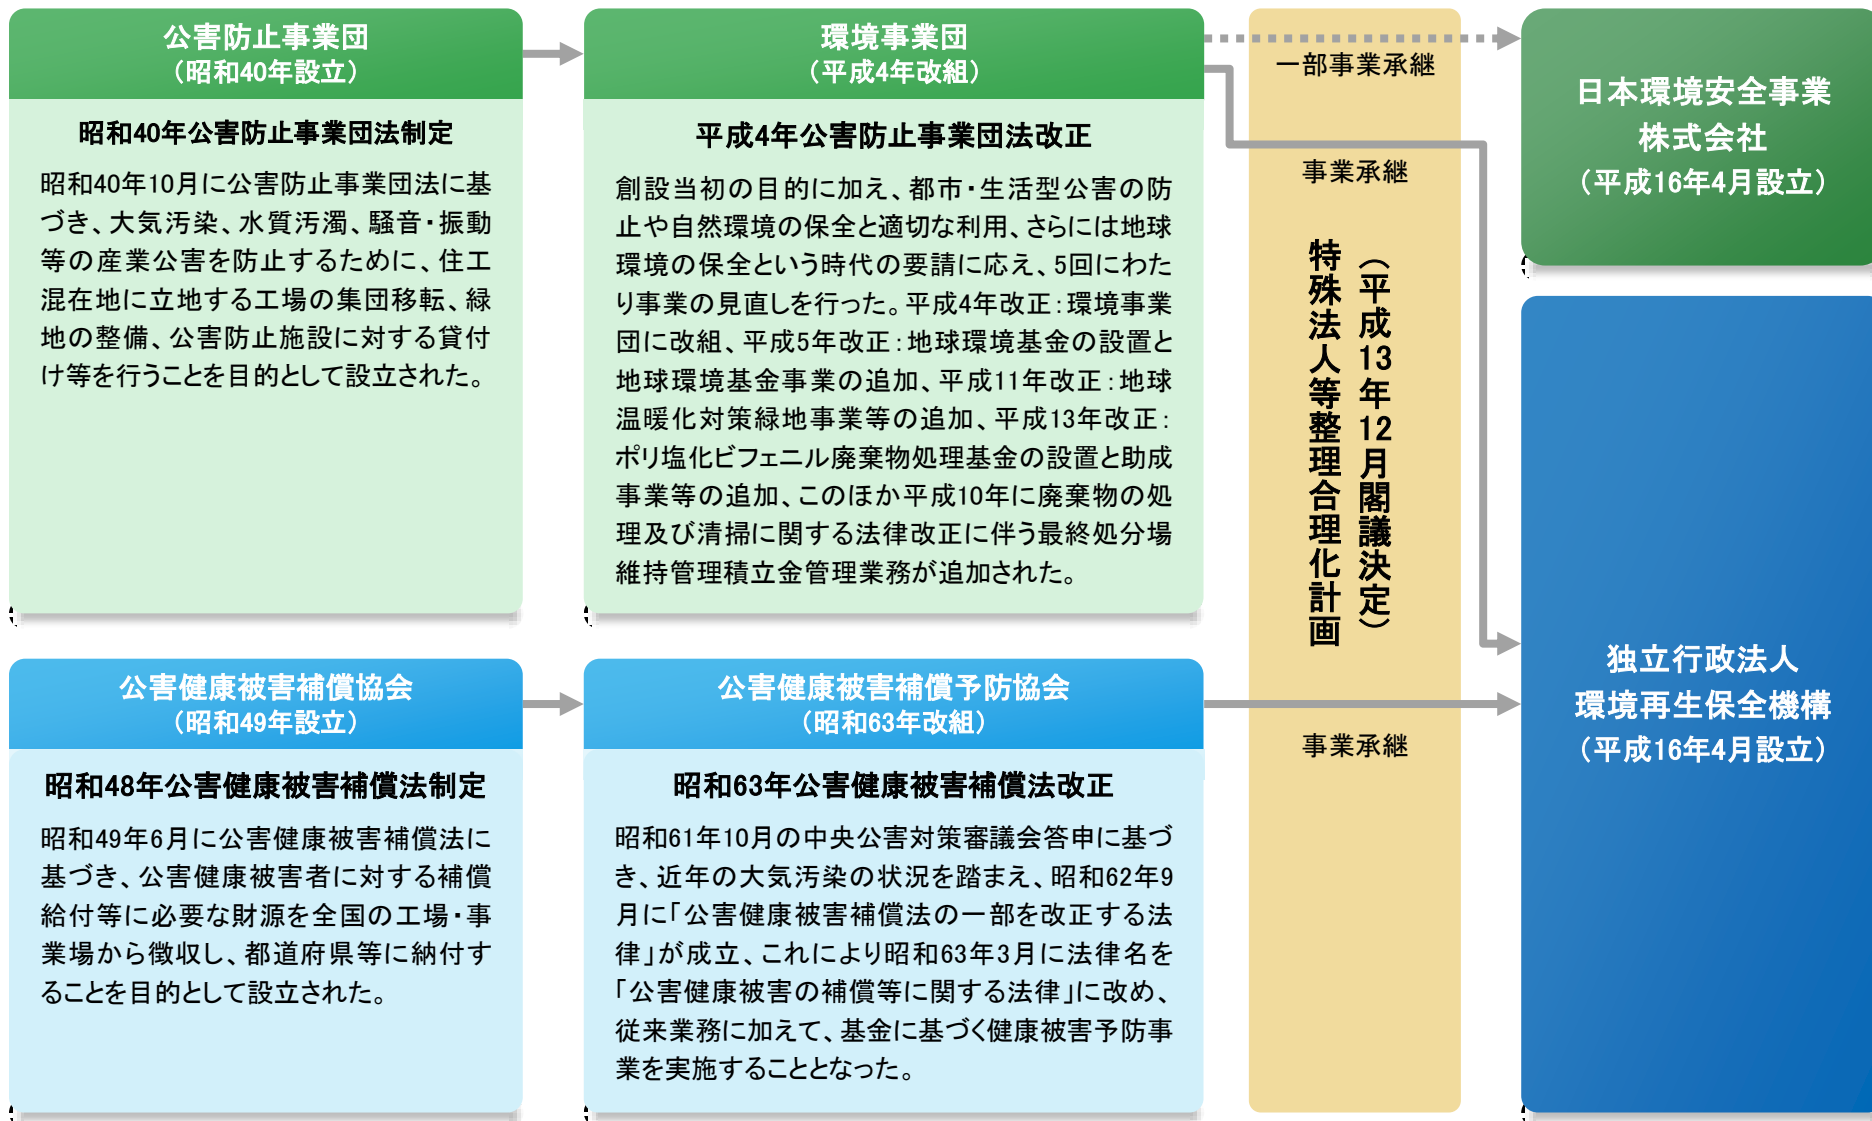 公害防止事業団
（昭和40年設立）
昭和40年公害防止事業団法制定
昭和40年10月に公害防止事業団法に基
づき、大気汚染、水質汚濁、騒音・振動
等の産業公害を防止するために、住工
混在地に立地する工場の集団移転、緑
地の整備、公害防止施設に対する貸付
け等を行うことを目的として設立された。
環境事業団
（平成4年改組）
平成4年公害防止事業団法改正
創設当初の目的に加え、都市・生活型公害の防
止や自然環境の保全と適切な利用、さらには地球
環境の保全という時代の要請に応え、5回にわた
り事業の見直しを行った。平成4年改正：環境事業
団に改組、平成5年改正：地球環境基金の設置と
地球環境基金事業の追加、平成11年改正：地球
温暖化対策緑地事業等の追加、平成13年改正：
ポリ塩化ビフェニル廃棄物処理基金の設置と助成
事業等の追加、このほか平成10年に廃棄物の処
理及び清掃に関する法律改正に伴う最終処分場
維持管理積立金管理業務が追加された。
一部事業承継
事業承継
特殊法人等整理合理化計画
（平成13年12月閣議決定）
事業承継
日本環境安全事業
株式会社
（平成16年4月設立）
公害健康被害補償協会
（昭和49年設立）
昭和48年公害健康被害補償法制定
昭和49年6月に公害健康被害補償法に
基づき、公害健康被害者に対する補償
給付等に必要な財源を全国の工場・事
業場から徴収し、都道府県等に納付す
ることを目的として設立された。
公害健康被害補償予防協会
（昭和63年改組）
昭和63年公害健康被害補償法改正
昭和61年10月の中央公害対策審議会答申に基づ
き、近年の大気汚染の状況を踏まえ、昭和62年9
月に「公害健康被害補償法の一部を改正する法
律」が成立、これにより昭和63年3月に法律名を
「公害健康被害の補償等に関する法律」に改め、
従来業務に加えて、基金に基づく健康被害予防事
業を実施することとなった。
独立行政法人
環境再生保全機構
（平成16年4月設立）